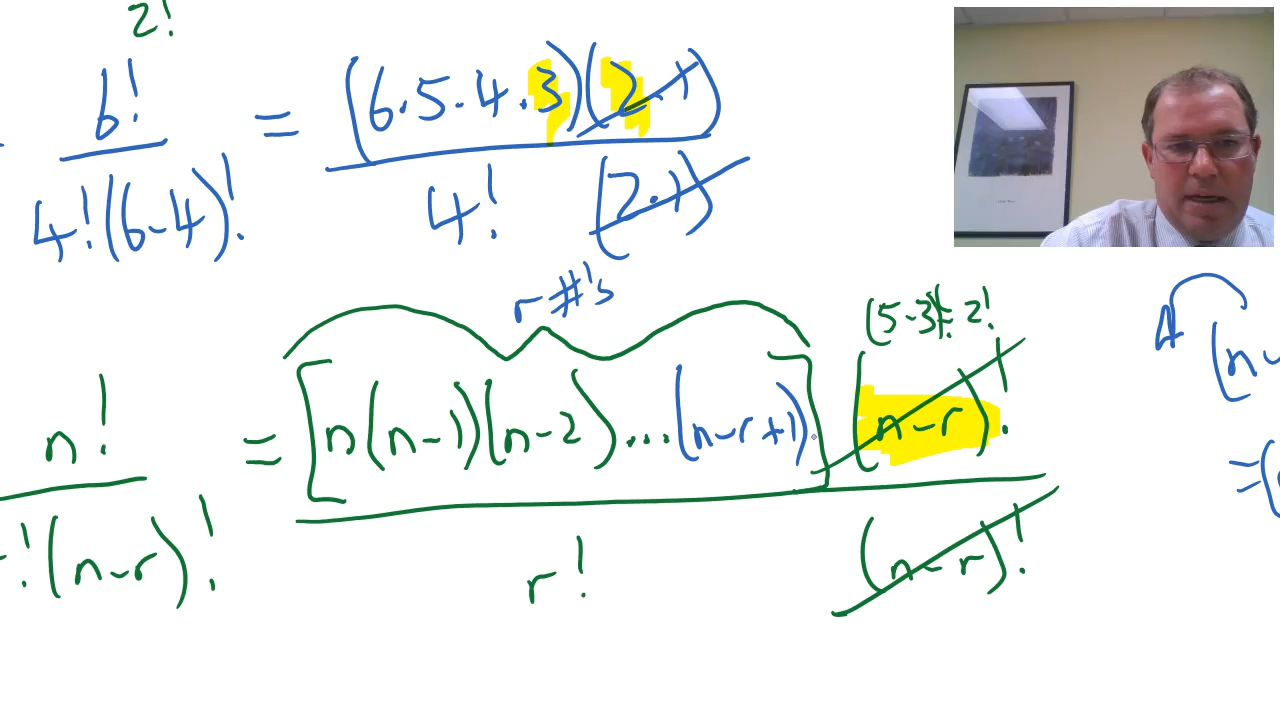 2!
6! / 4!(6-4)! = (6·5·4·3)(2·1) / 4! (2·1)
r #'s
(5-3)! = 2!
n! / r!(n-r)! = [n(n-1)(n-2)...(n-r+1)·] (n-r)! / r! (n-r)!
(n-
=(